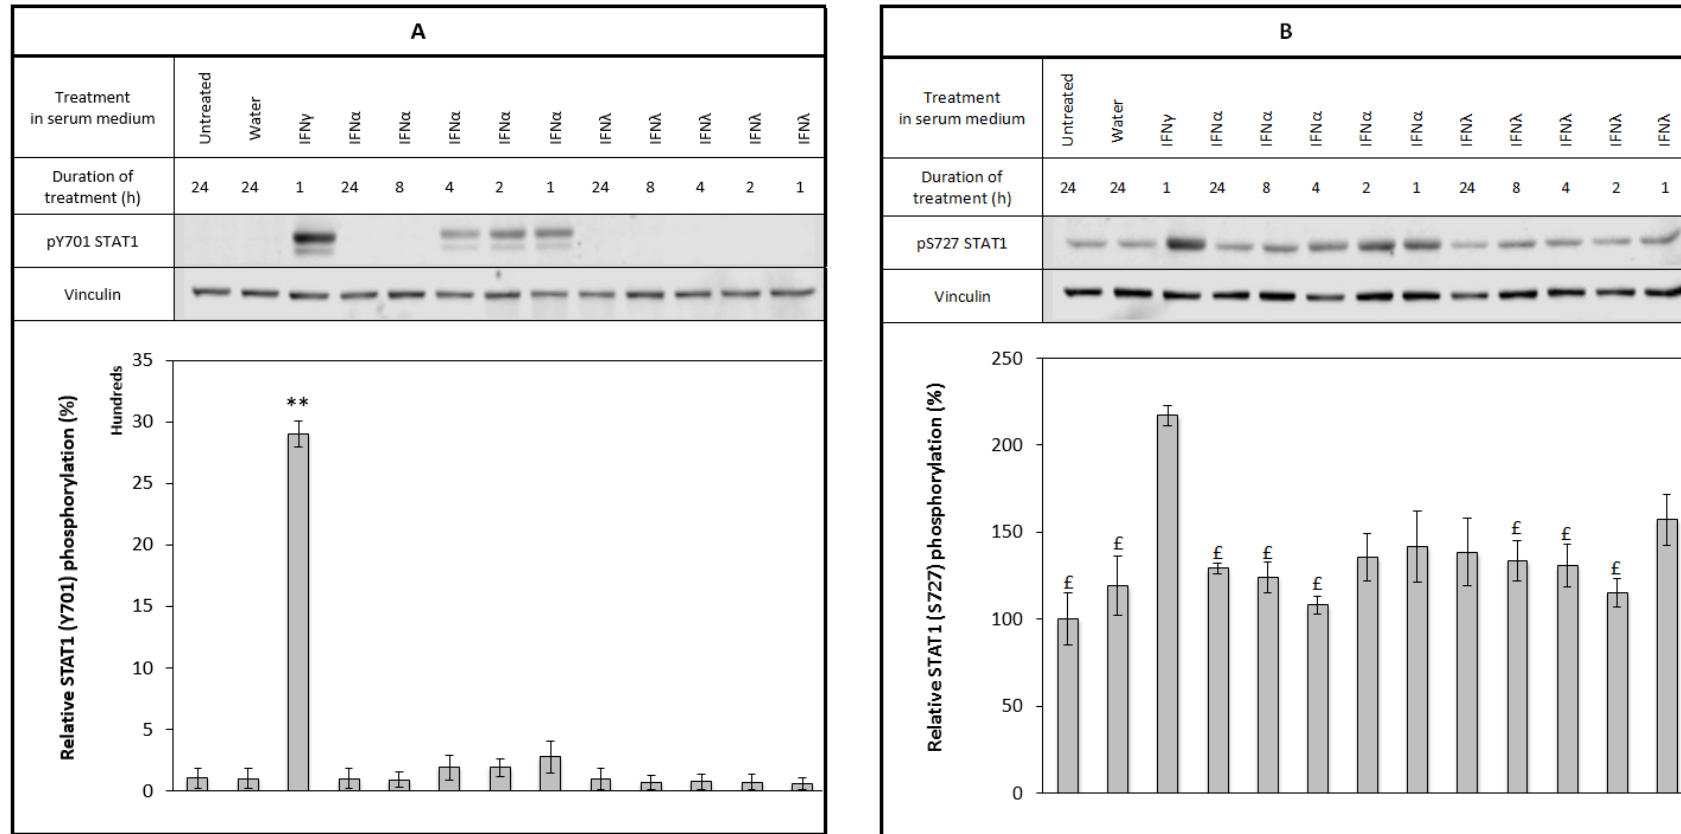 A
Treatment
in serum medium
Untreated
Water
IFNγ
IFNα
IFNα
IFNα
IFNα
IFNα
IFNλ
IFNλ
IFNλ
IFNλ
IFNλ
Duration of
treatment (h)
24 24 1 24 8 4 2 1 24 8 4 2 1
pY701 STAT1
Vinculin
Relative STAT1 (Y701) phosphorylation (%)
Hundreds
35
30
25
20
15
10
5
0
**
B
Treatment
in serum medium
Untreated
Water
IFNγ
IFNα
IFNα
IFNα
IFNα
IFNα
IFNλ
IFNλ
IFNλ
IFNλ
IFNλ
Duration of
treatment (h)
24 24 1 24 8 4 2 1 24 8 4 2 1
pS727 STAT1
Vinculin
Relative STAT1 (S727) phosphorylation (%)
250
200
150
100
50
0
£ £ £ £ £ £ £ £